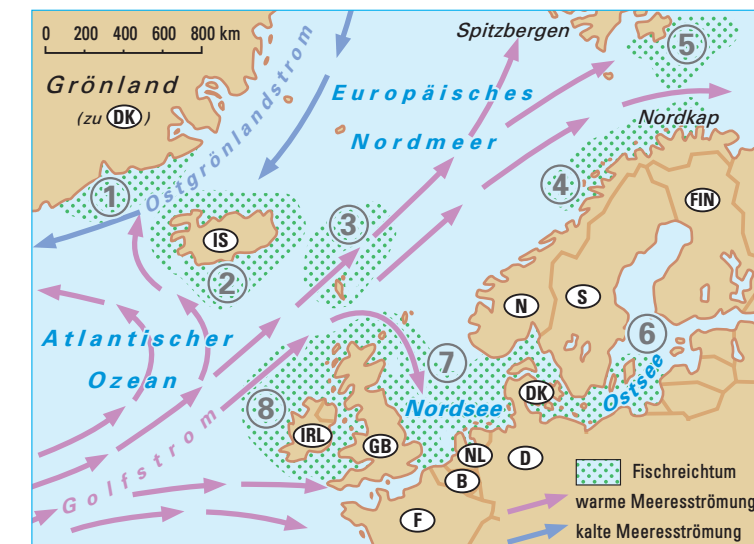 0 200 400 600 800 km
Grönland
(zu DK)
Ostgrönlandstrom
Spitzbergen
5
Europäisches
Nordmeer
Nordkap
1
4
FIN
3
IS
2
N
S
Atlantischer
Ozean
6
7
8
DK
Ostsee
Nordsee
IRL
GB
NL
D
B
Golfstrom
F
Fischreichtum
warme Meeresströmung
kalte Meeresströmung